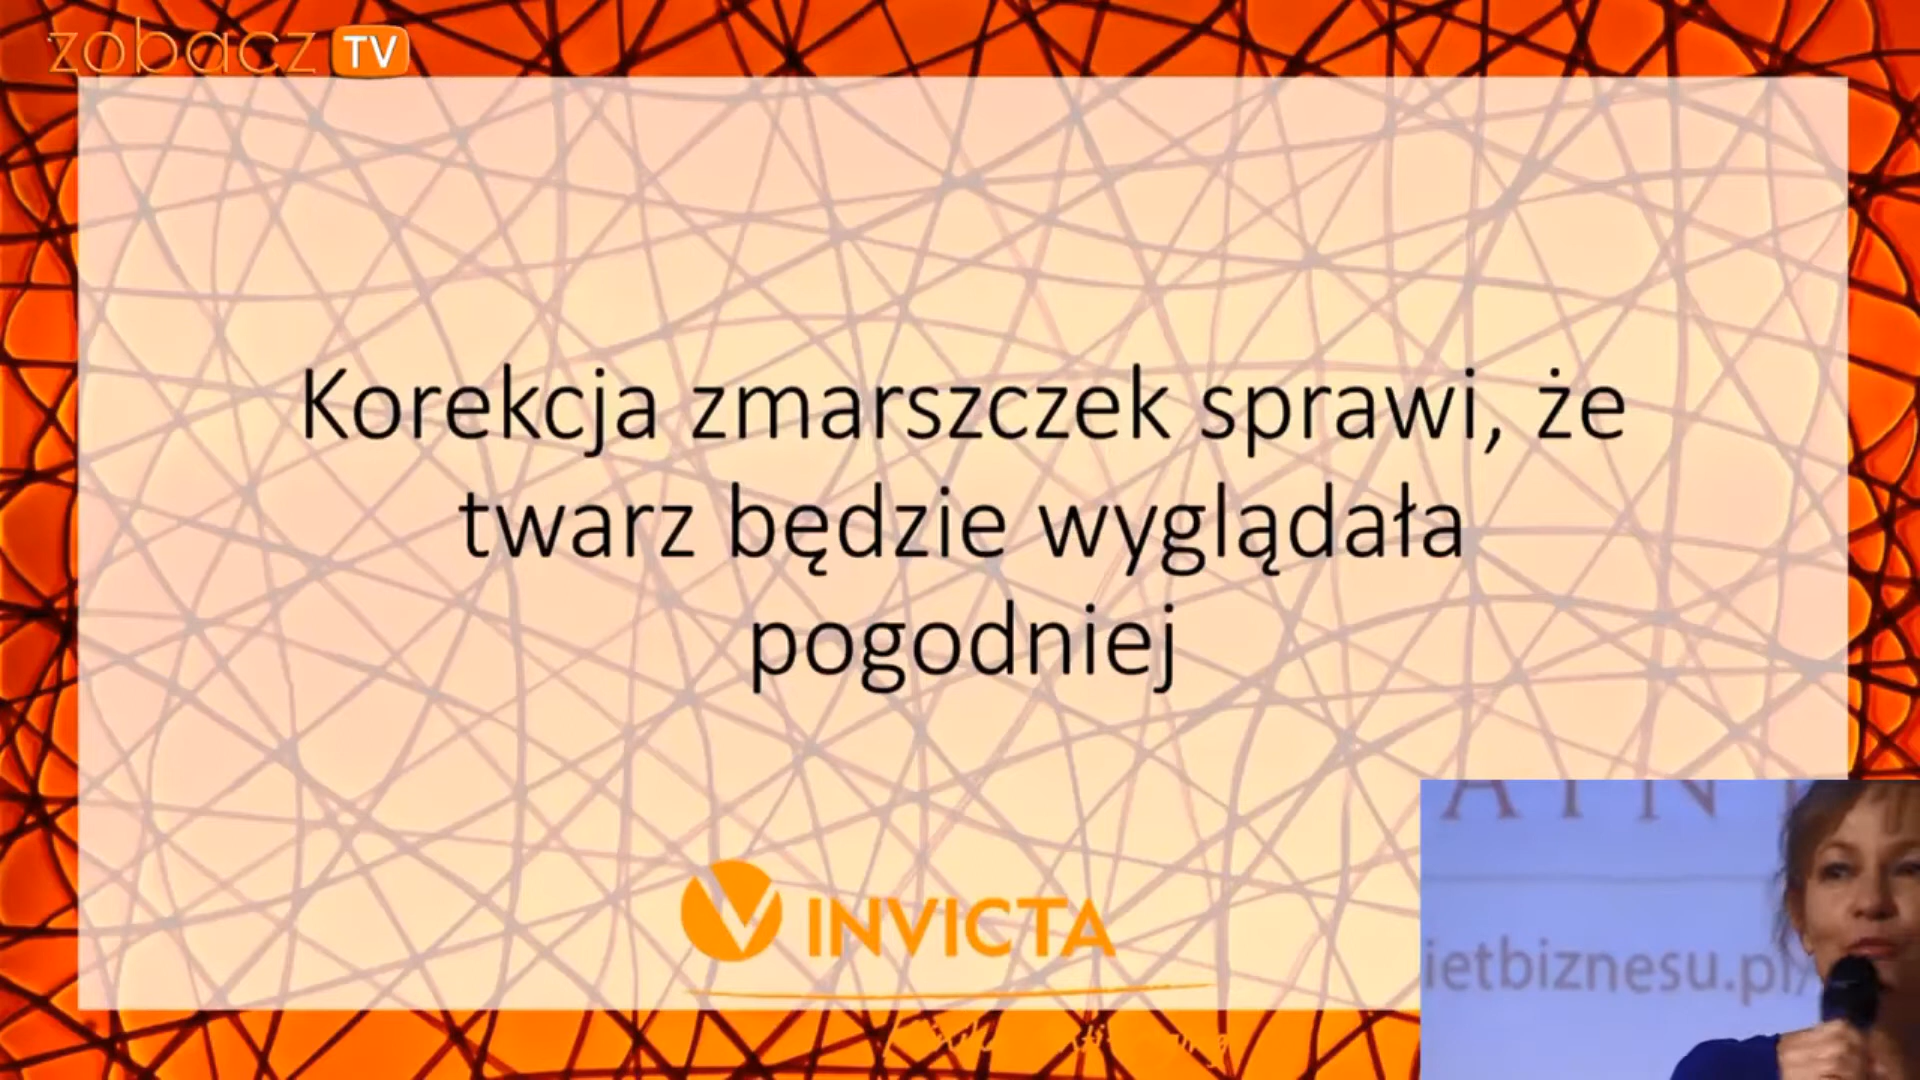 zobacz TV
Korekcja zmarszczek sprawi, że
twarz będzie wyglądała
pogodniej
INVICTA
ietbiznesu.pl/